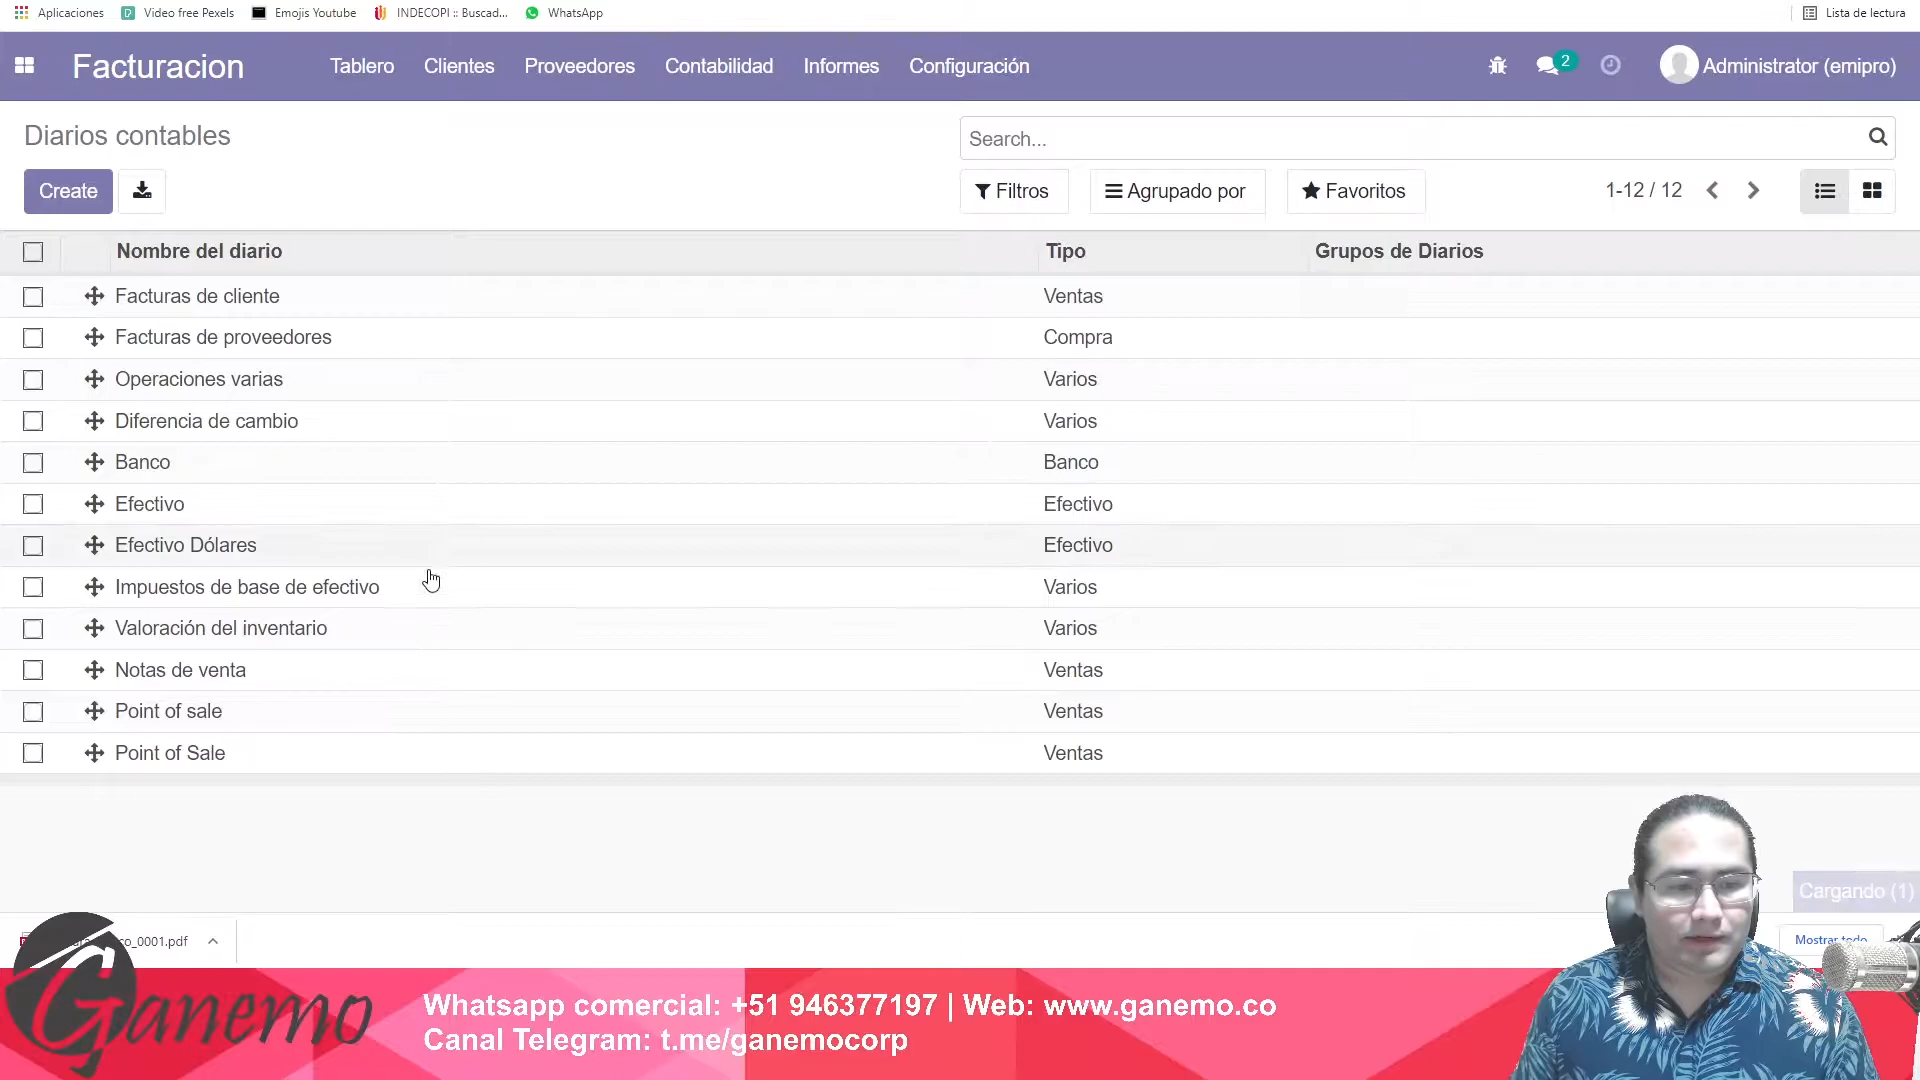 Aplicaciones Video free Pexels Emojis Youtube INDECOPI :: Buscad... WhatsApp Lista de lectura
Facturacion Tablero Clientes Proveedores Contabilidad Informes Configuración 2 Administrator (emipro)
Diarios contables
Search...
Create Filtros Agrupado por Favoritos 1-12 / 12
Nombre del diario Tipo Grupos de Diarios
Facturas de cliente Ventas
Facturas de proveedores Compra
Operaciones varias Varios
Diferencia de cambio Varios
Banco Banco
Efectivo Efectivo
Efectivo Dólares Efectivo
Impuestos de base de efectivo Varios
Valoración del inventario Varios
Notas de venta Ventas
Point of sale Ventas
Point of Sale Ventas
Cargando (1)
co_0001.pdf Mostrar todo
Ganemo
Whatsapp comercial: +51 946377197 | Web: www.ganemo.co
Canal Telegram: t.me/ganemocorp